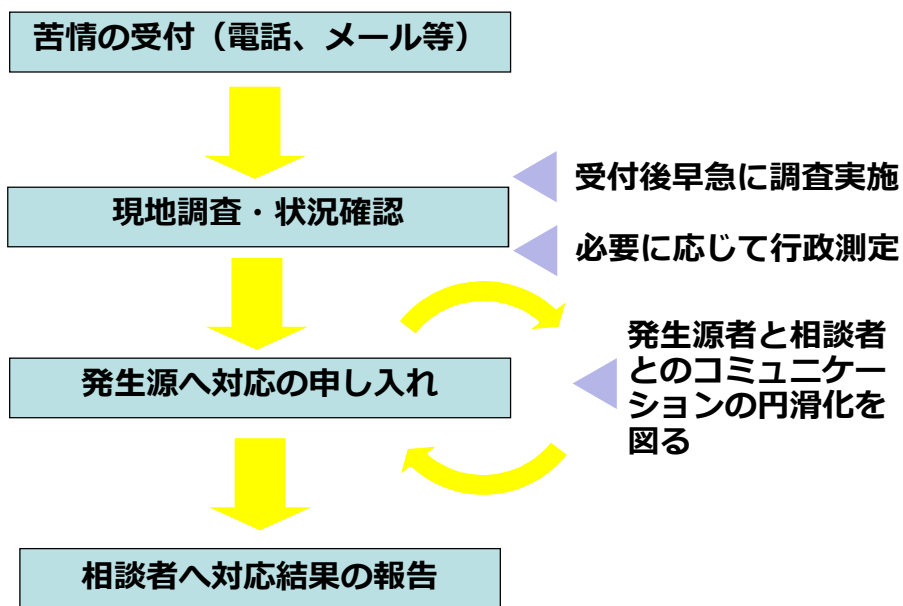 苦情の受付（電話、メール等）
受付後早急に調査実施
現地調査・状況確認
必要に応じて行政測定
発生源者と相談者
とのコミュニケー
ションの円滑化を
図る
発生源へ対応の申し入れ
相談者へ対応結果の報告